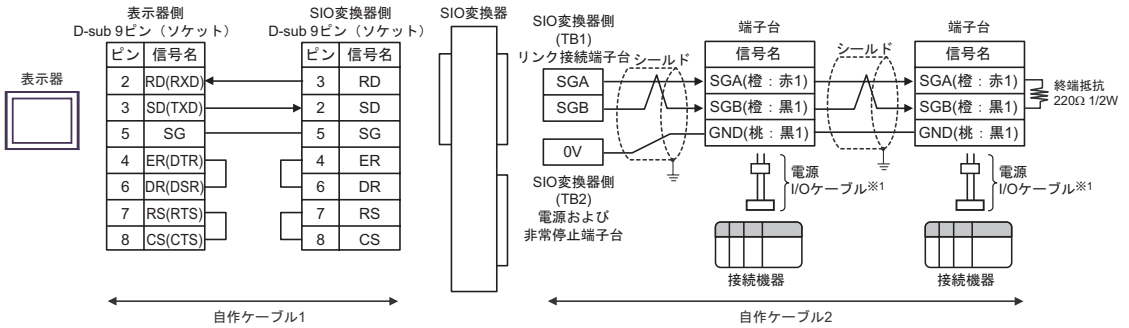 表示器
表示器側
D-sub 9ピン（ソケット）
ピン 信号名
2 RD(RXD)
3 SD(TXD)
5 SG
4 ER(DTR)
6 DR(DSR)
7 RS(RTS)
8 CS(CTS)
SIO変換器側
D-sub 9ピン（ソケット）
ピン 信号名
3 RD
2 SD
5 SG
4 ER
6 DR
7 RS
8 CS
自作ケーブル1
SIO変換器
SIO変換器側
(TB1)
リンク接続端子台
SGA
SGB
0V
SIO変換器側
(TB2)
電源および
非常停止端子台
シールド
端子台
信号名
SGA(橙：赤1)
SGB(橙：黒1)
GND(桃：黒1)
電源
I/Oケーブル※1
接続機器
シールド
端子台
信号名
SGA(橙：赤1)
SGB(橙：黒1)
GND(桃：黒1)
終端抵抗
220Ω 1/2W
電源
I/Oケーブル※1
接続機器
自作ケーブル2